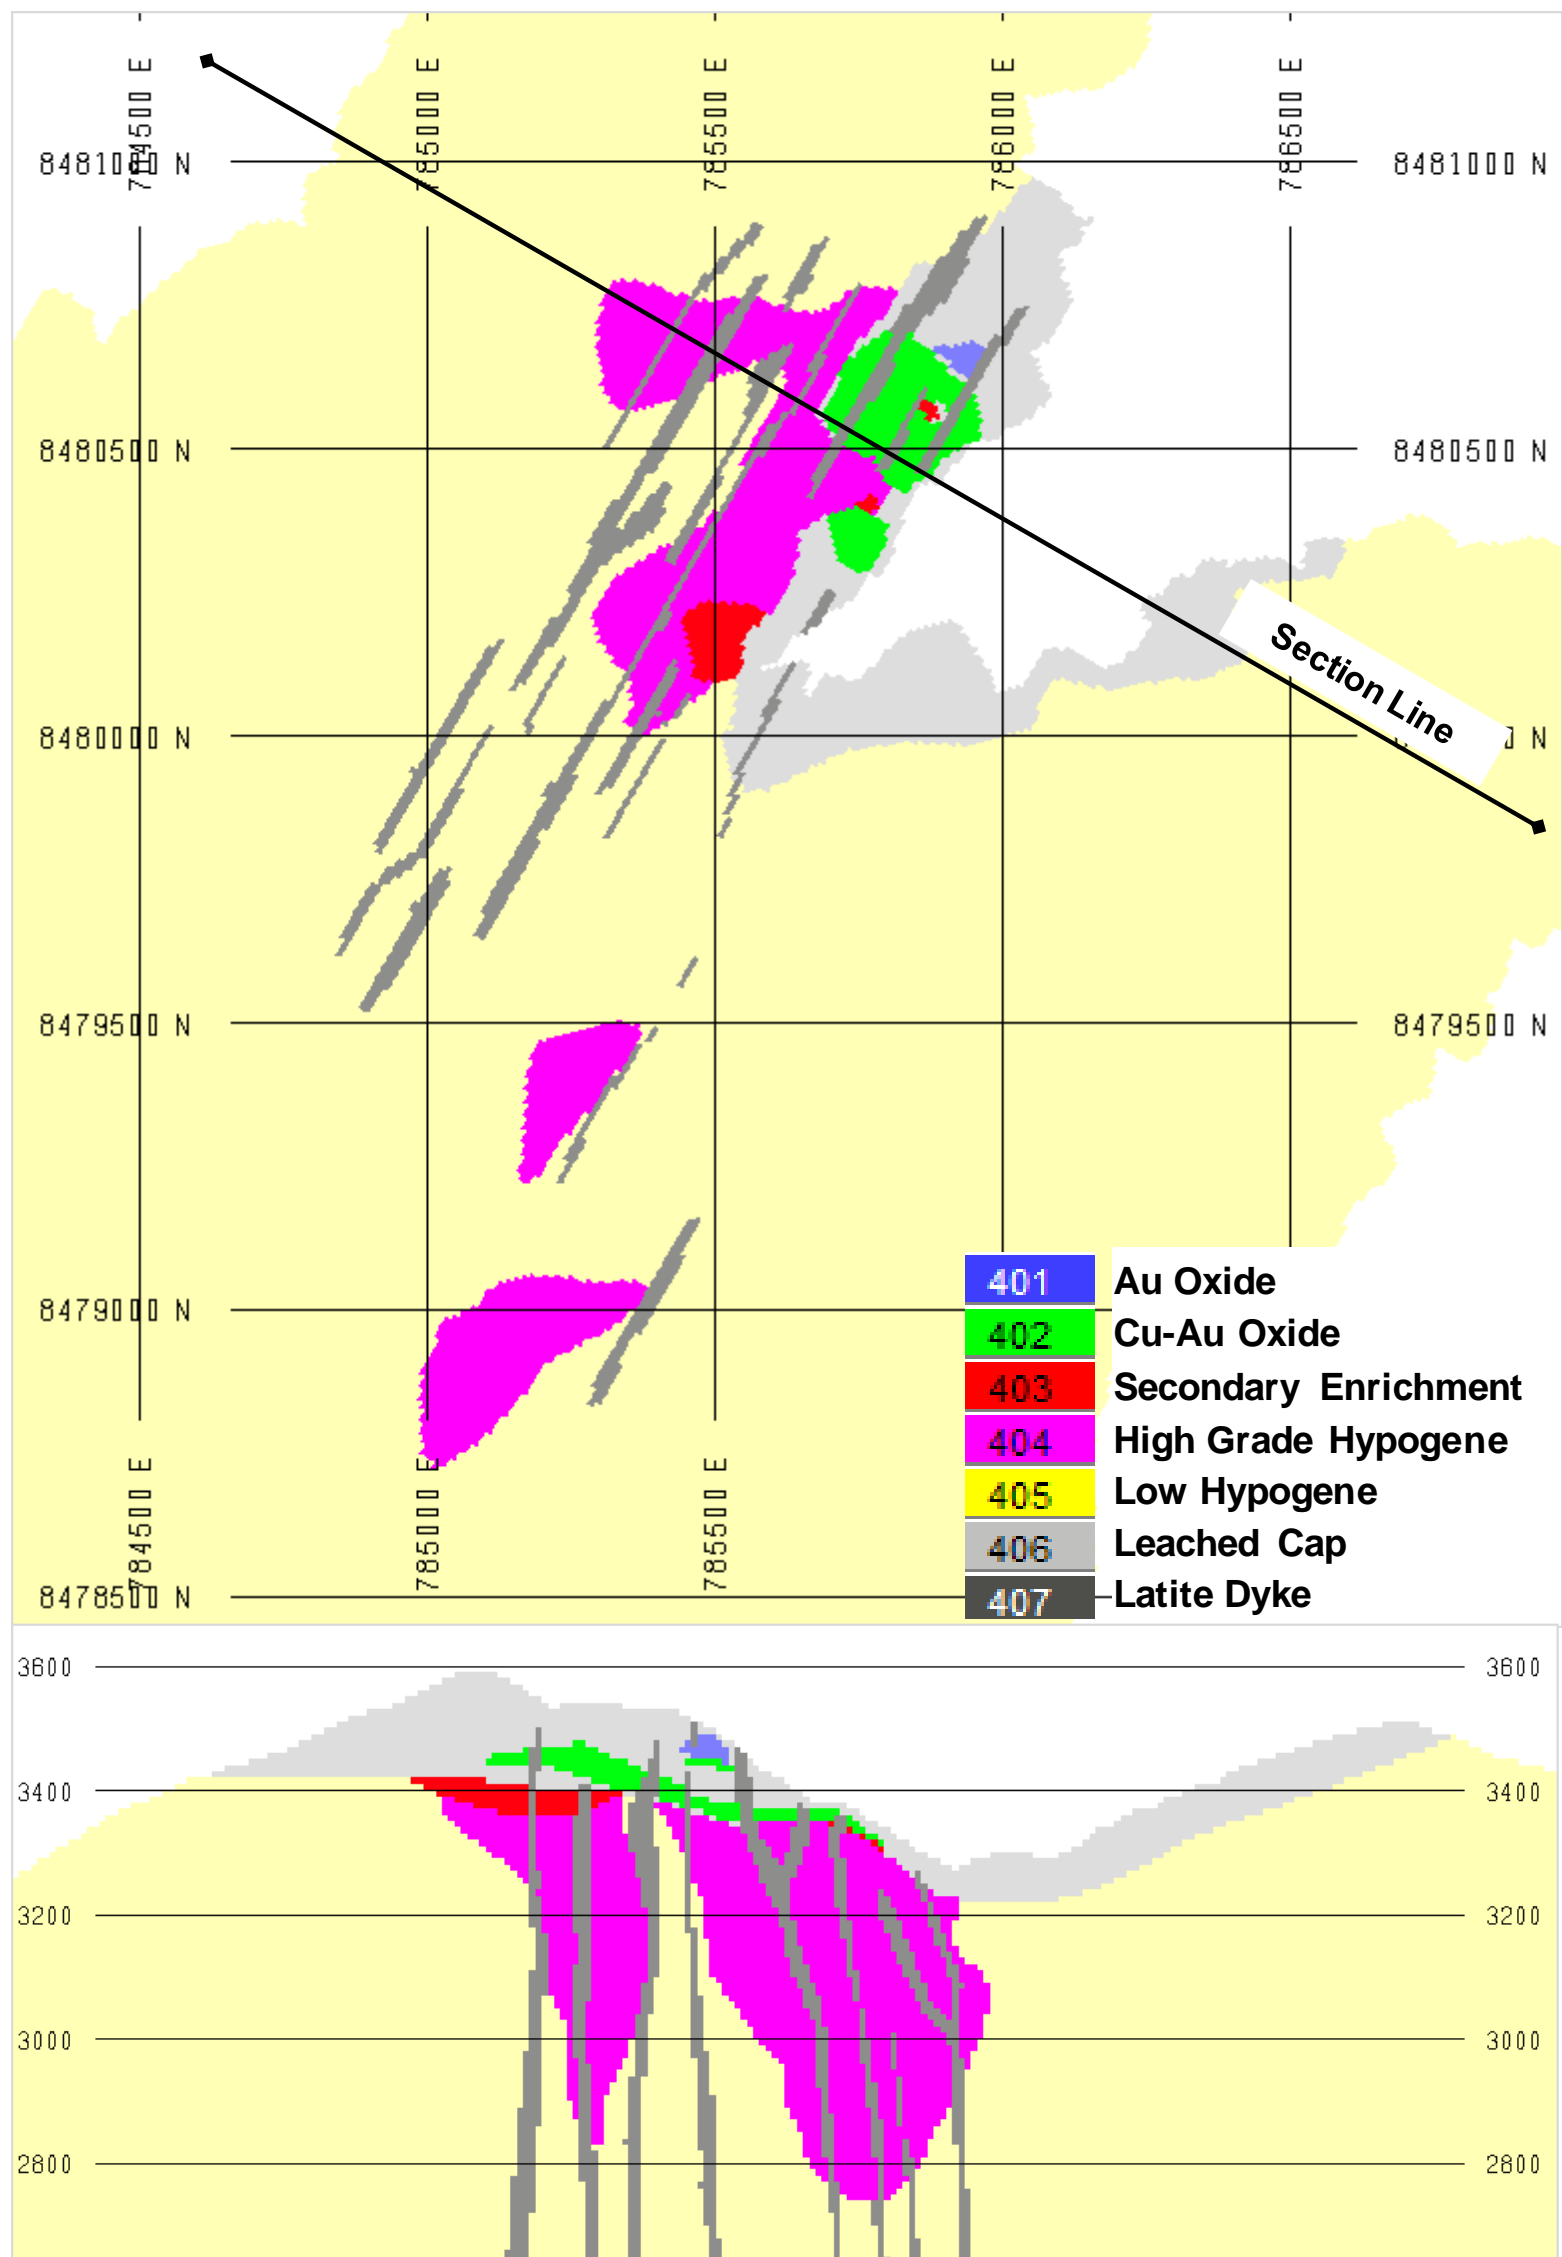 784500 E
785000 E
785500 E
786000 E
786500 E
8481000 N
8481000 N
8480500 N
8480500 N
Section Line
8480000 N
N
8479500 N
8479500 N
401 Au Oxide
8479000 N
402 Cu-Au Oxide
403 Secondary Enrichment
404 High Grade Hypogene
405 Low Hypogene
406 Leached Cap
784500 E
785000 E
785500 E
8478500 N
407 Latite Dyke
3600 3600
3400 3400
3200 3200
3000 3000
2800 2800